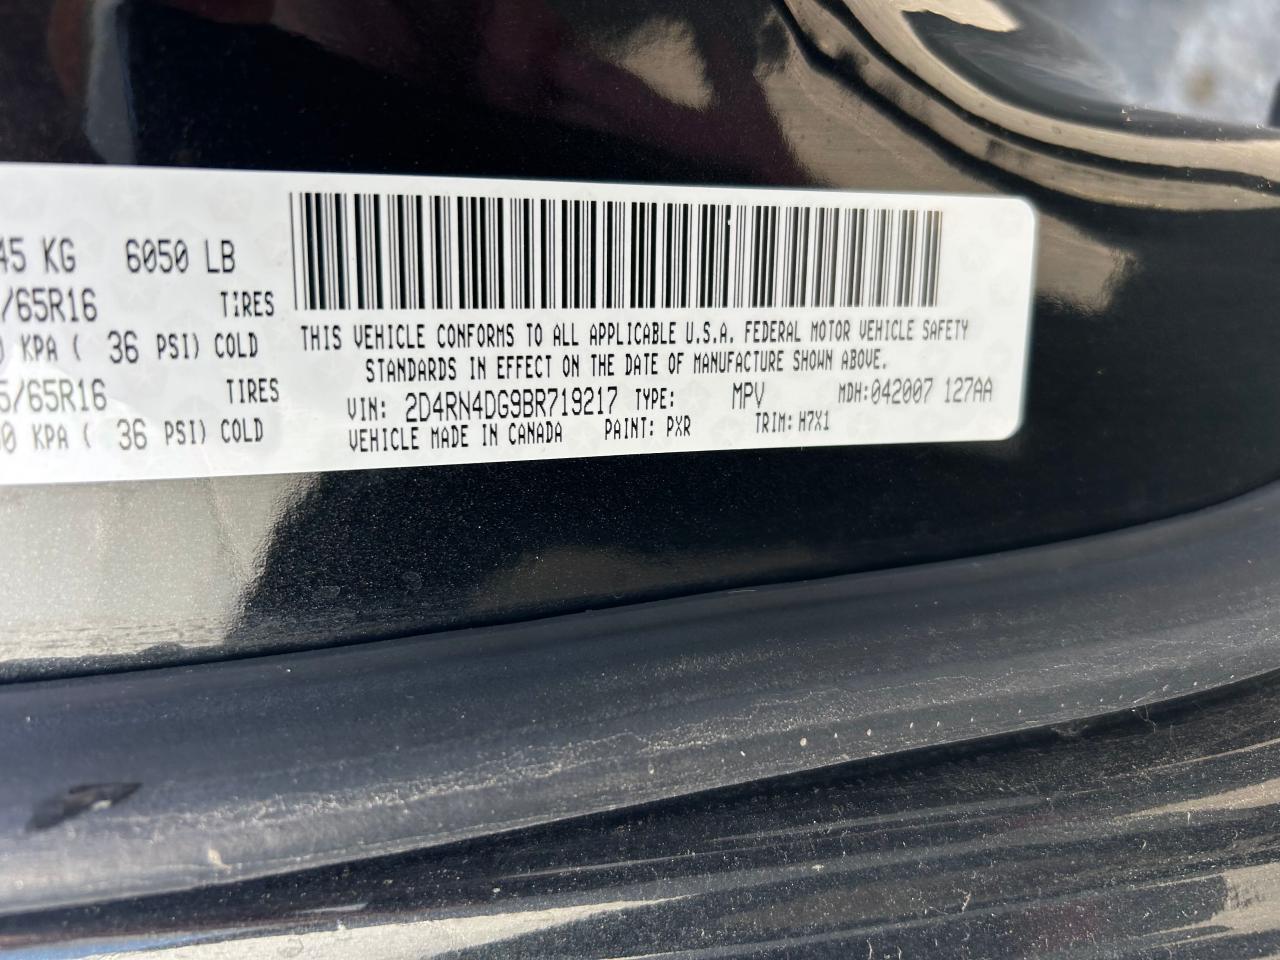 45 KG 6050 LB
/65R16 TIRES
0 KPA ( 36 PSI) COLD
5/65R16 TIRES
0 KPA ( 36 PSI) COLD
THIS VEHICLE CONFORMS TO ALL APPLICABLE U.S.A. FEDERAL MOTOR VEHICLE SAFETY
STANDARDS IN EFFECT ON THE DATE OF MANUFACTURE SHOWN ABOVE.
VIN: 2D4RN4DG9BR719217 TYPE: MPV MDH:042007 127AA
VEHICLE MADE IN CANADA PAINT: PXR TRIM: H7X1